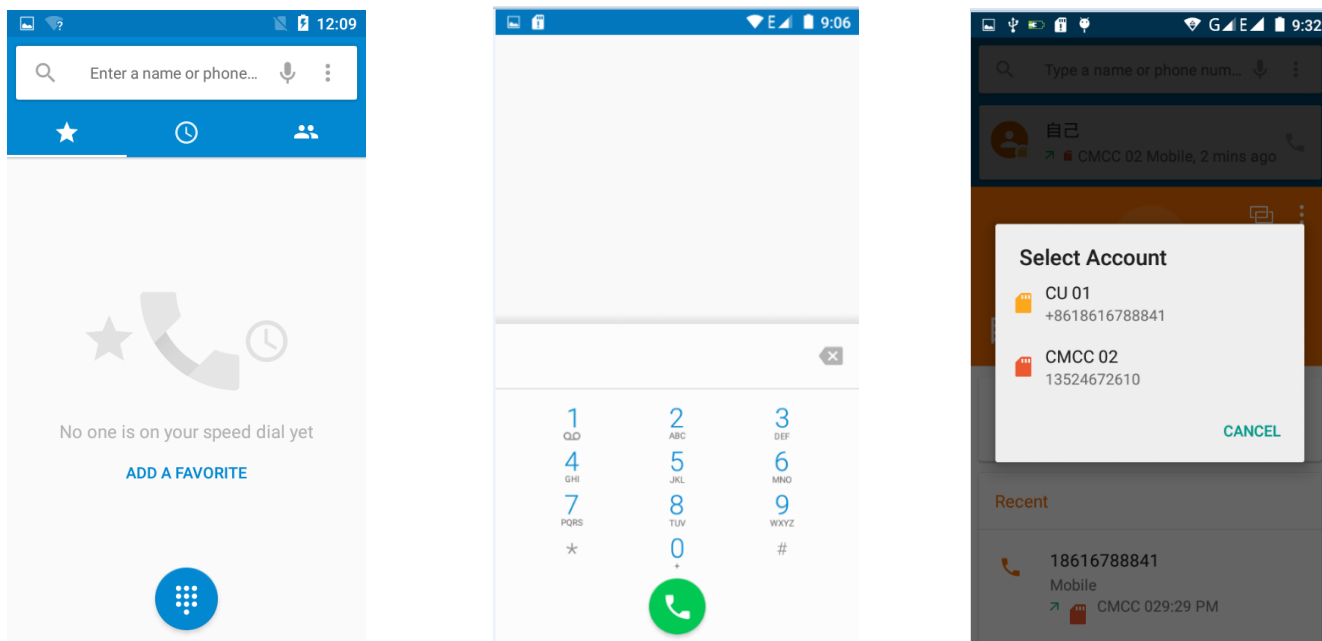 12:09
Enter a name or phone...
No one is on your speed dial yet
ADD A FAVORITE
E 9:06
1
2 ABC
3 DEF
4 GHI
5 JKL
6 MNO
7 PQRS
8 TUV
9 WXYZ
*
0 +
#
G E 9:32
Type a name or phone num...
自己
CMCC 02 Mobile, 2 mins ago
Select Account
CU 01
+8618616788841
CMCC 02
13524672610
CANCEL
Recent
18616788841
Mobile
CMCC 029:29 PM